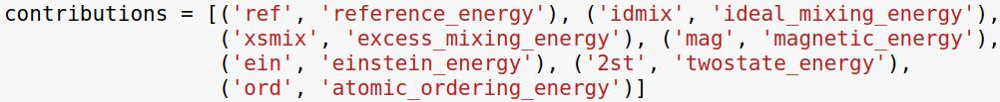 contributions = [('ref', 'reference_energy'), ('idmix', 'ideal_mixing_energy'),
('xsmix', 'excess_mixing_energy'), ('mag', 'magnetic_energy'),
('ein', 'einstein_energy'), ('2st', 'twostate_energy'),
('ord', 'atomic_ordering_energy')]